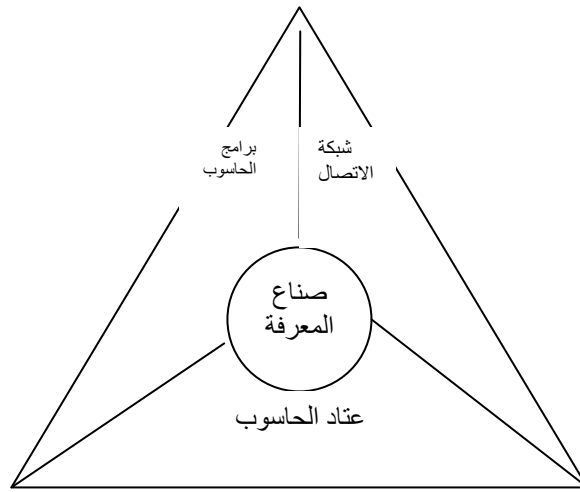 شبكة
الاتصال
برامج
الحاسوب
صناع
المعرفة
عتاد الحاسوب